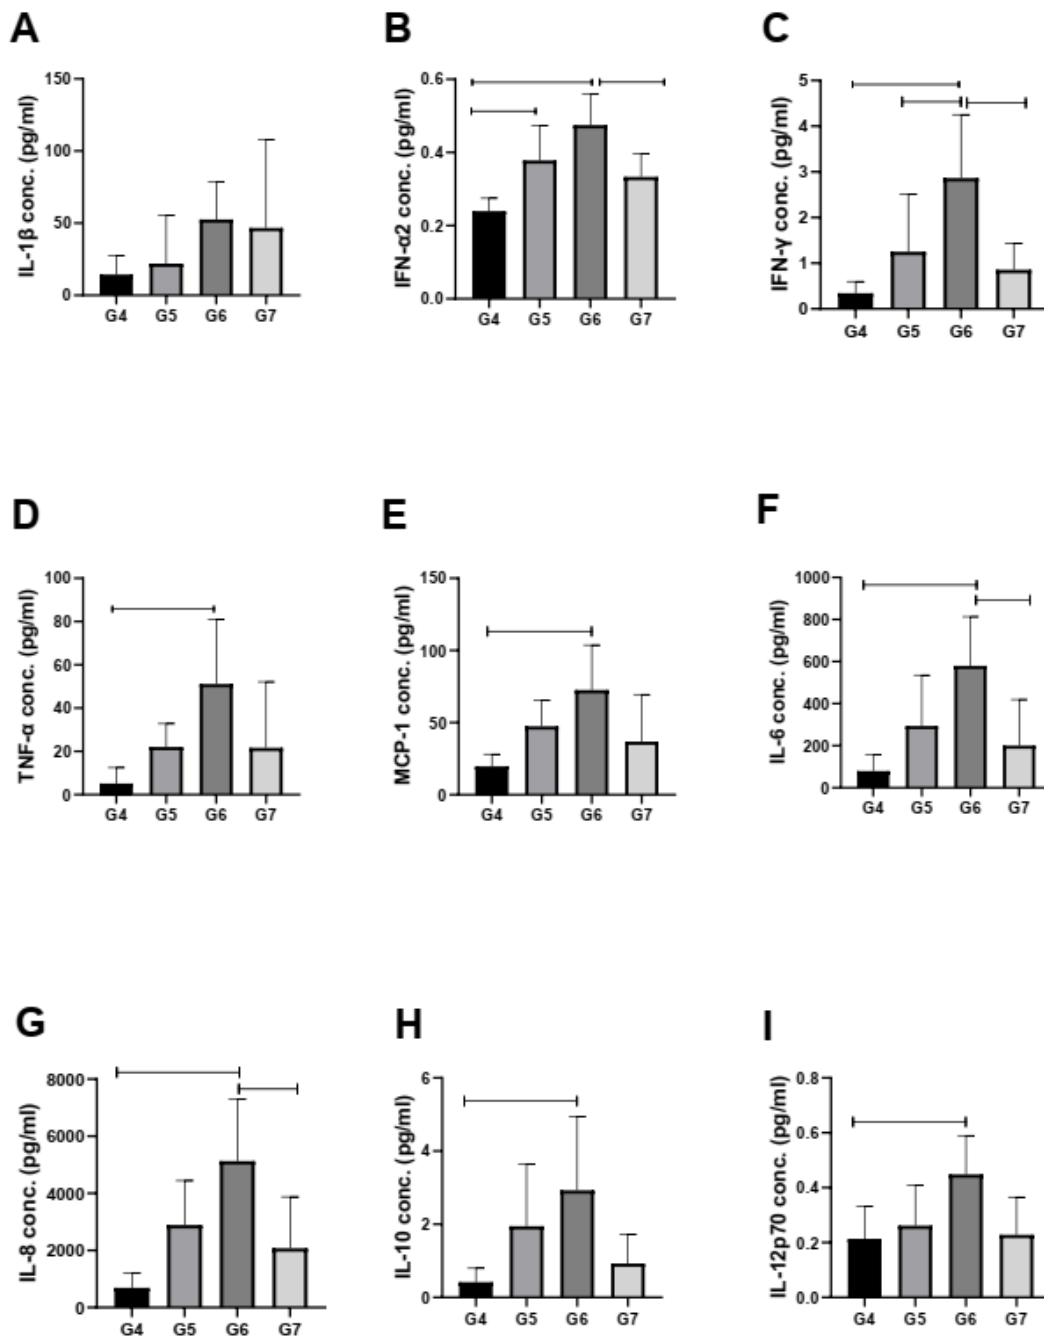 A
IL-1β conc. (pg/ml)
150
100
50
0
G4 G5 G6 G7
B
IFN-α2 conc. (pg/ml)
0.6
0.4
0.2
0.0
G4 G5 G6 G7
C
IFN-γ conc. (pg/ml)
5
4
3
2
1
0
G4 G5 G6 G7
D
TNF-α conc. (pg/ml)
100
80
60
40
20
0
G4 G5 G6 G7
E
MCP-1 conc. (pg/ml)
150
100
50
0
G4 G5 G6 G7
F
IL-6 conc. (pg/ml)
1000
800
600
400
200
0
G4 G5 G6 G7
G
IL-8 conc. (pg/ml)
8000
6000
4000
2000
0
G4 G5 G6 G7
H
IL-10 conc. (pg/ml)
6
4
2
0
G4 G5 G6 G7
I
IL-12p70 conc. (pg/ml)
0.8
0.6
0.4
0.2
0.0
G4 G5 G6 G7